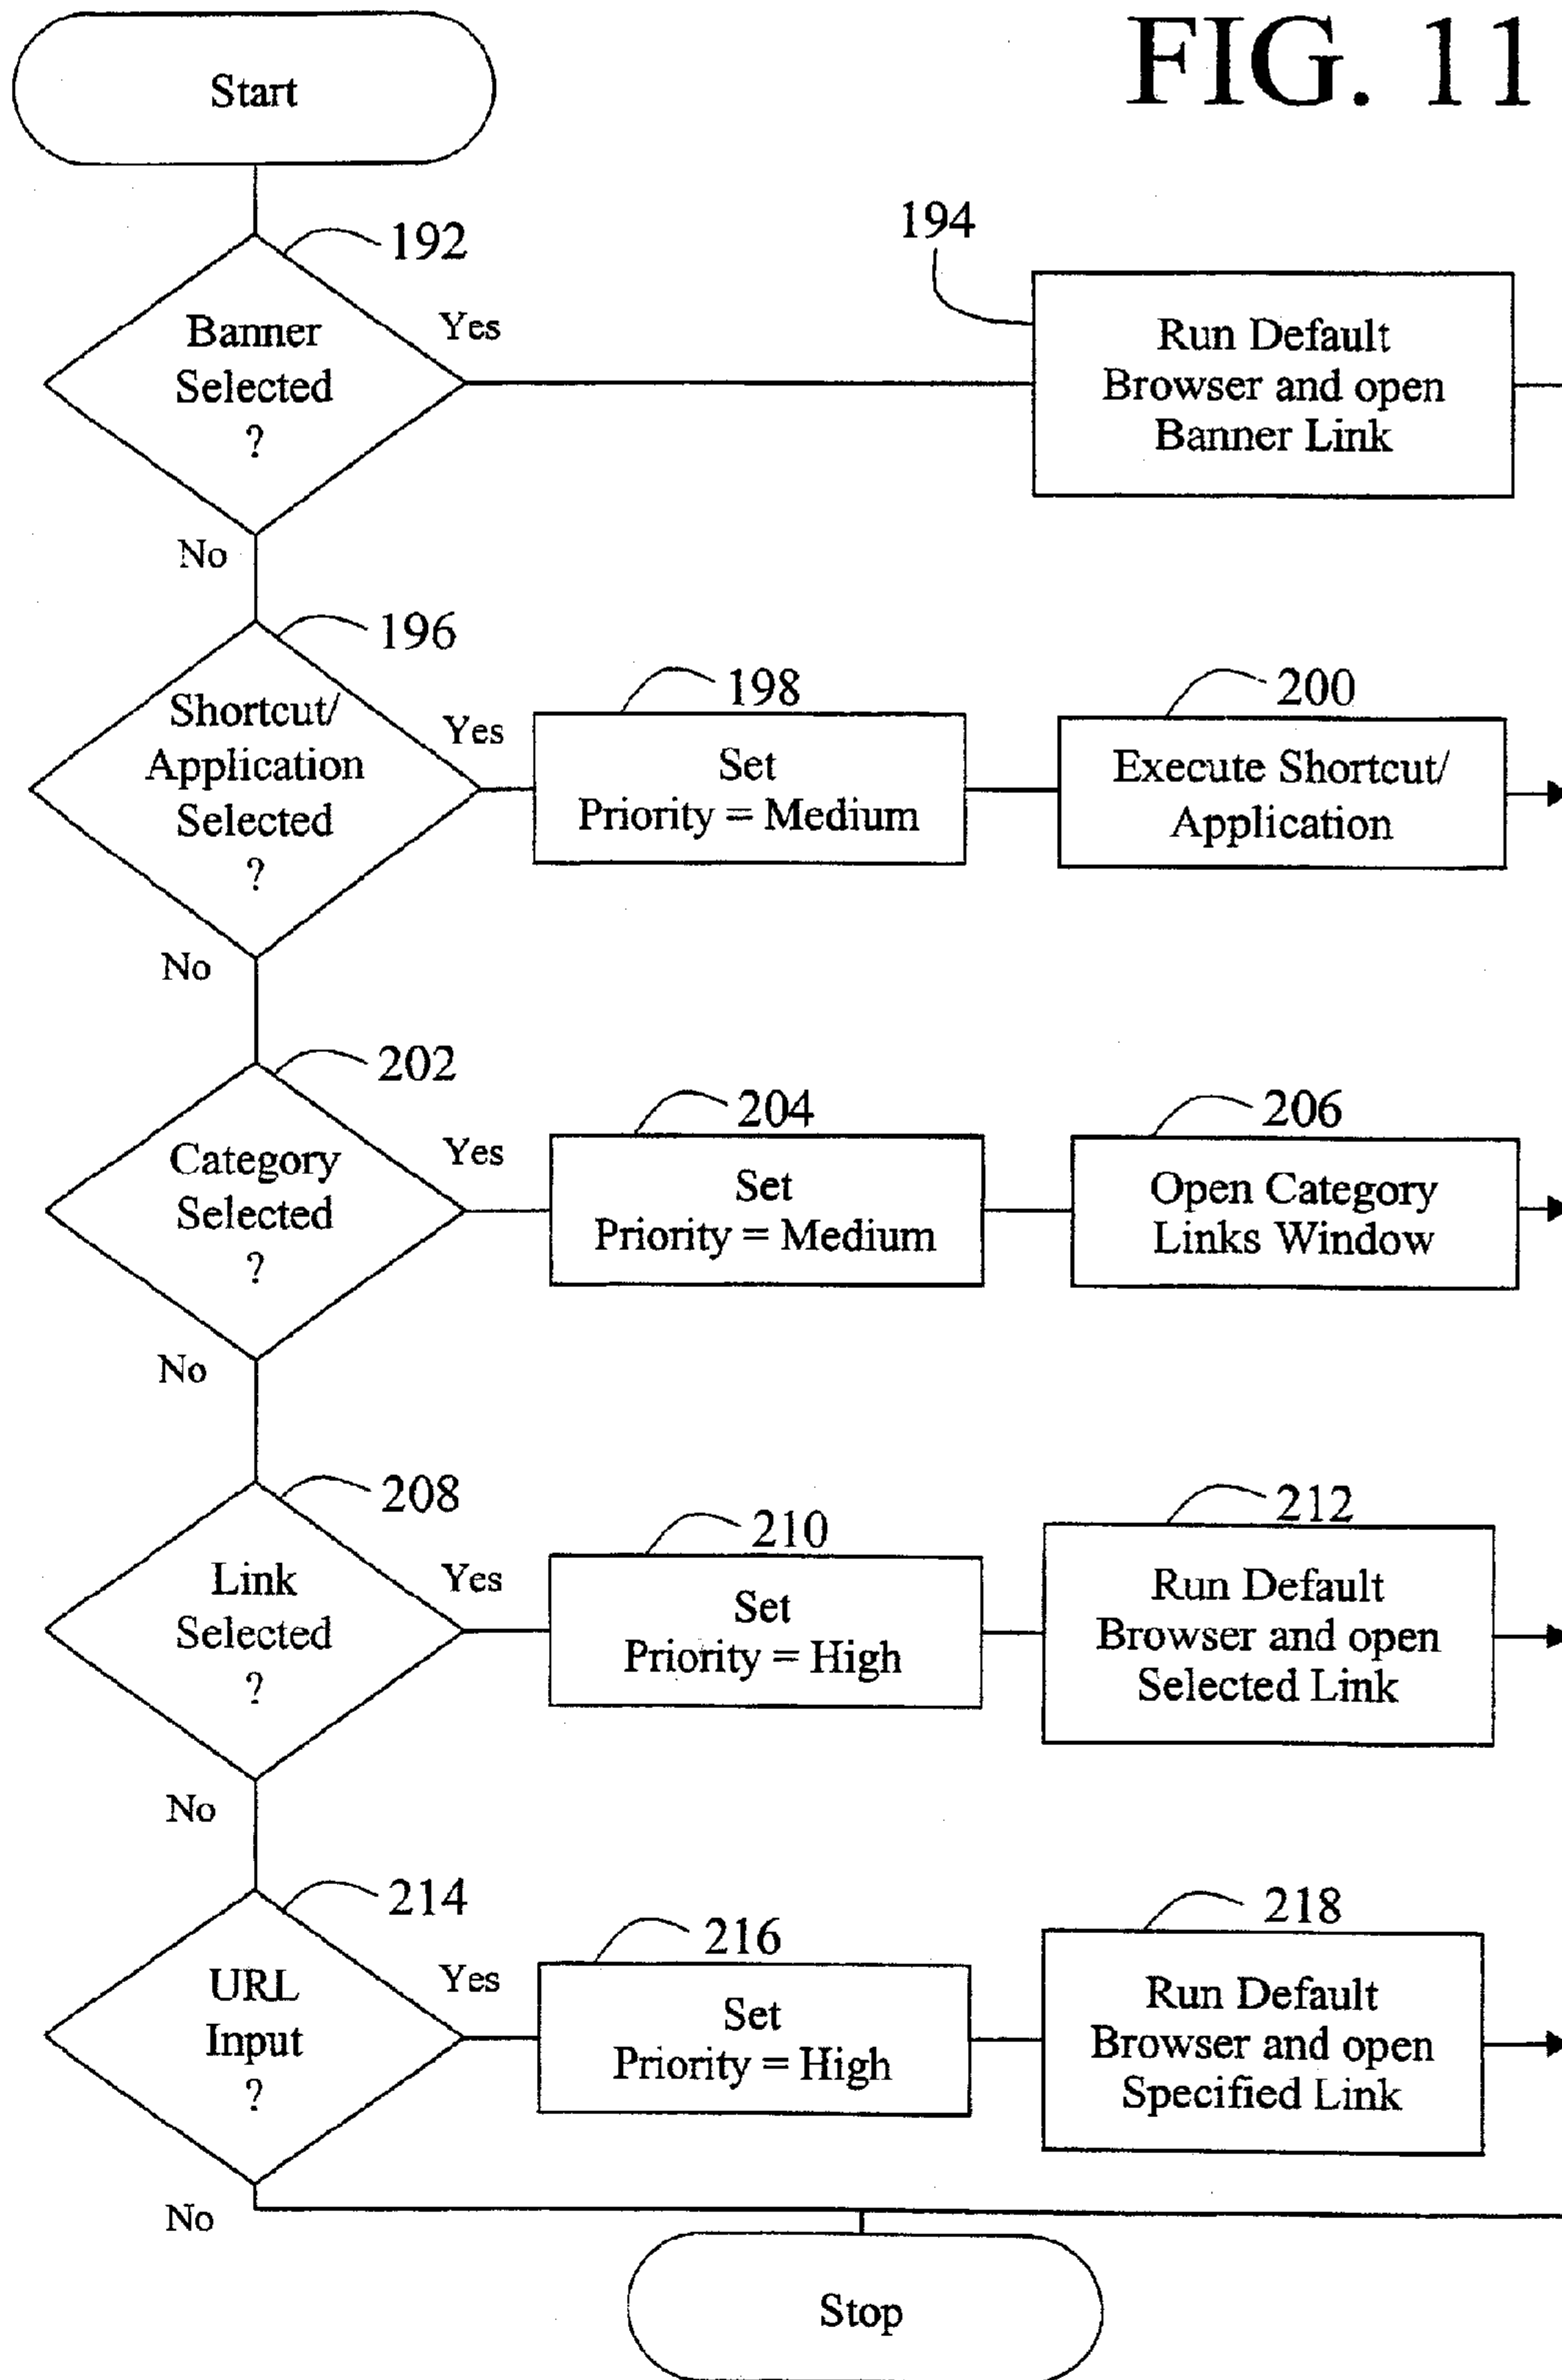 FIG. 11
Start
192
Banner
Selected
?
Yes
No
194
Run Default
Browser and open
Banner Link
196
Shortcut/
Application
Selected
?
Yes
No
198
Set
Priority = Medium
200
Execute Shortcut/
Application
202
Category
Selected
?
Yes
No
204
Set
Priority = Medium
206
Open Category
Links Window
208
Link
Selected
?
Yes
No
210
Set
Priority = High
212
Run Default
Browser and open
Selected Link
214
URL
Input
?
Yes
No
216
Set
Priority = High
218
Run Default
Browser and open
Specified Link
Stop